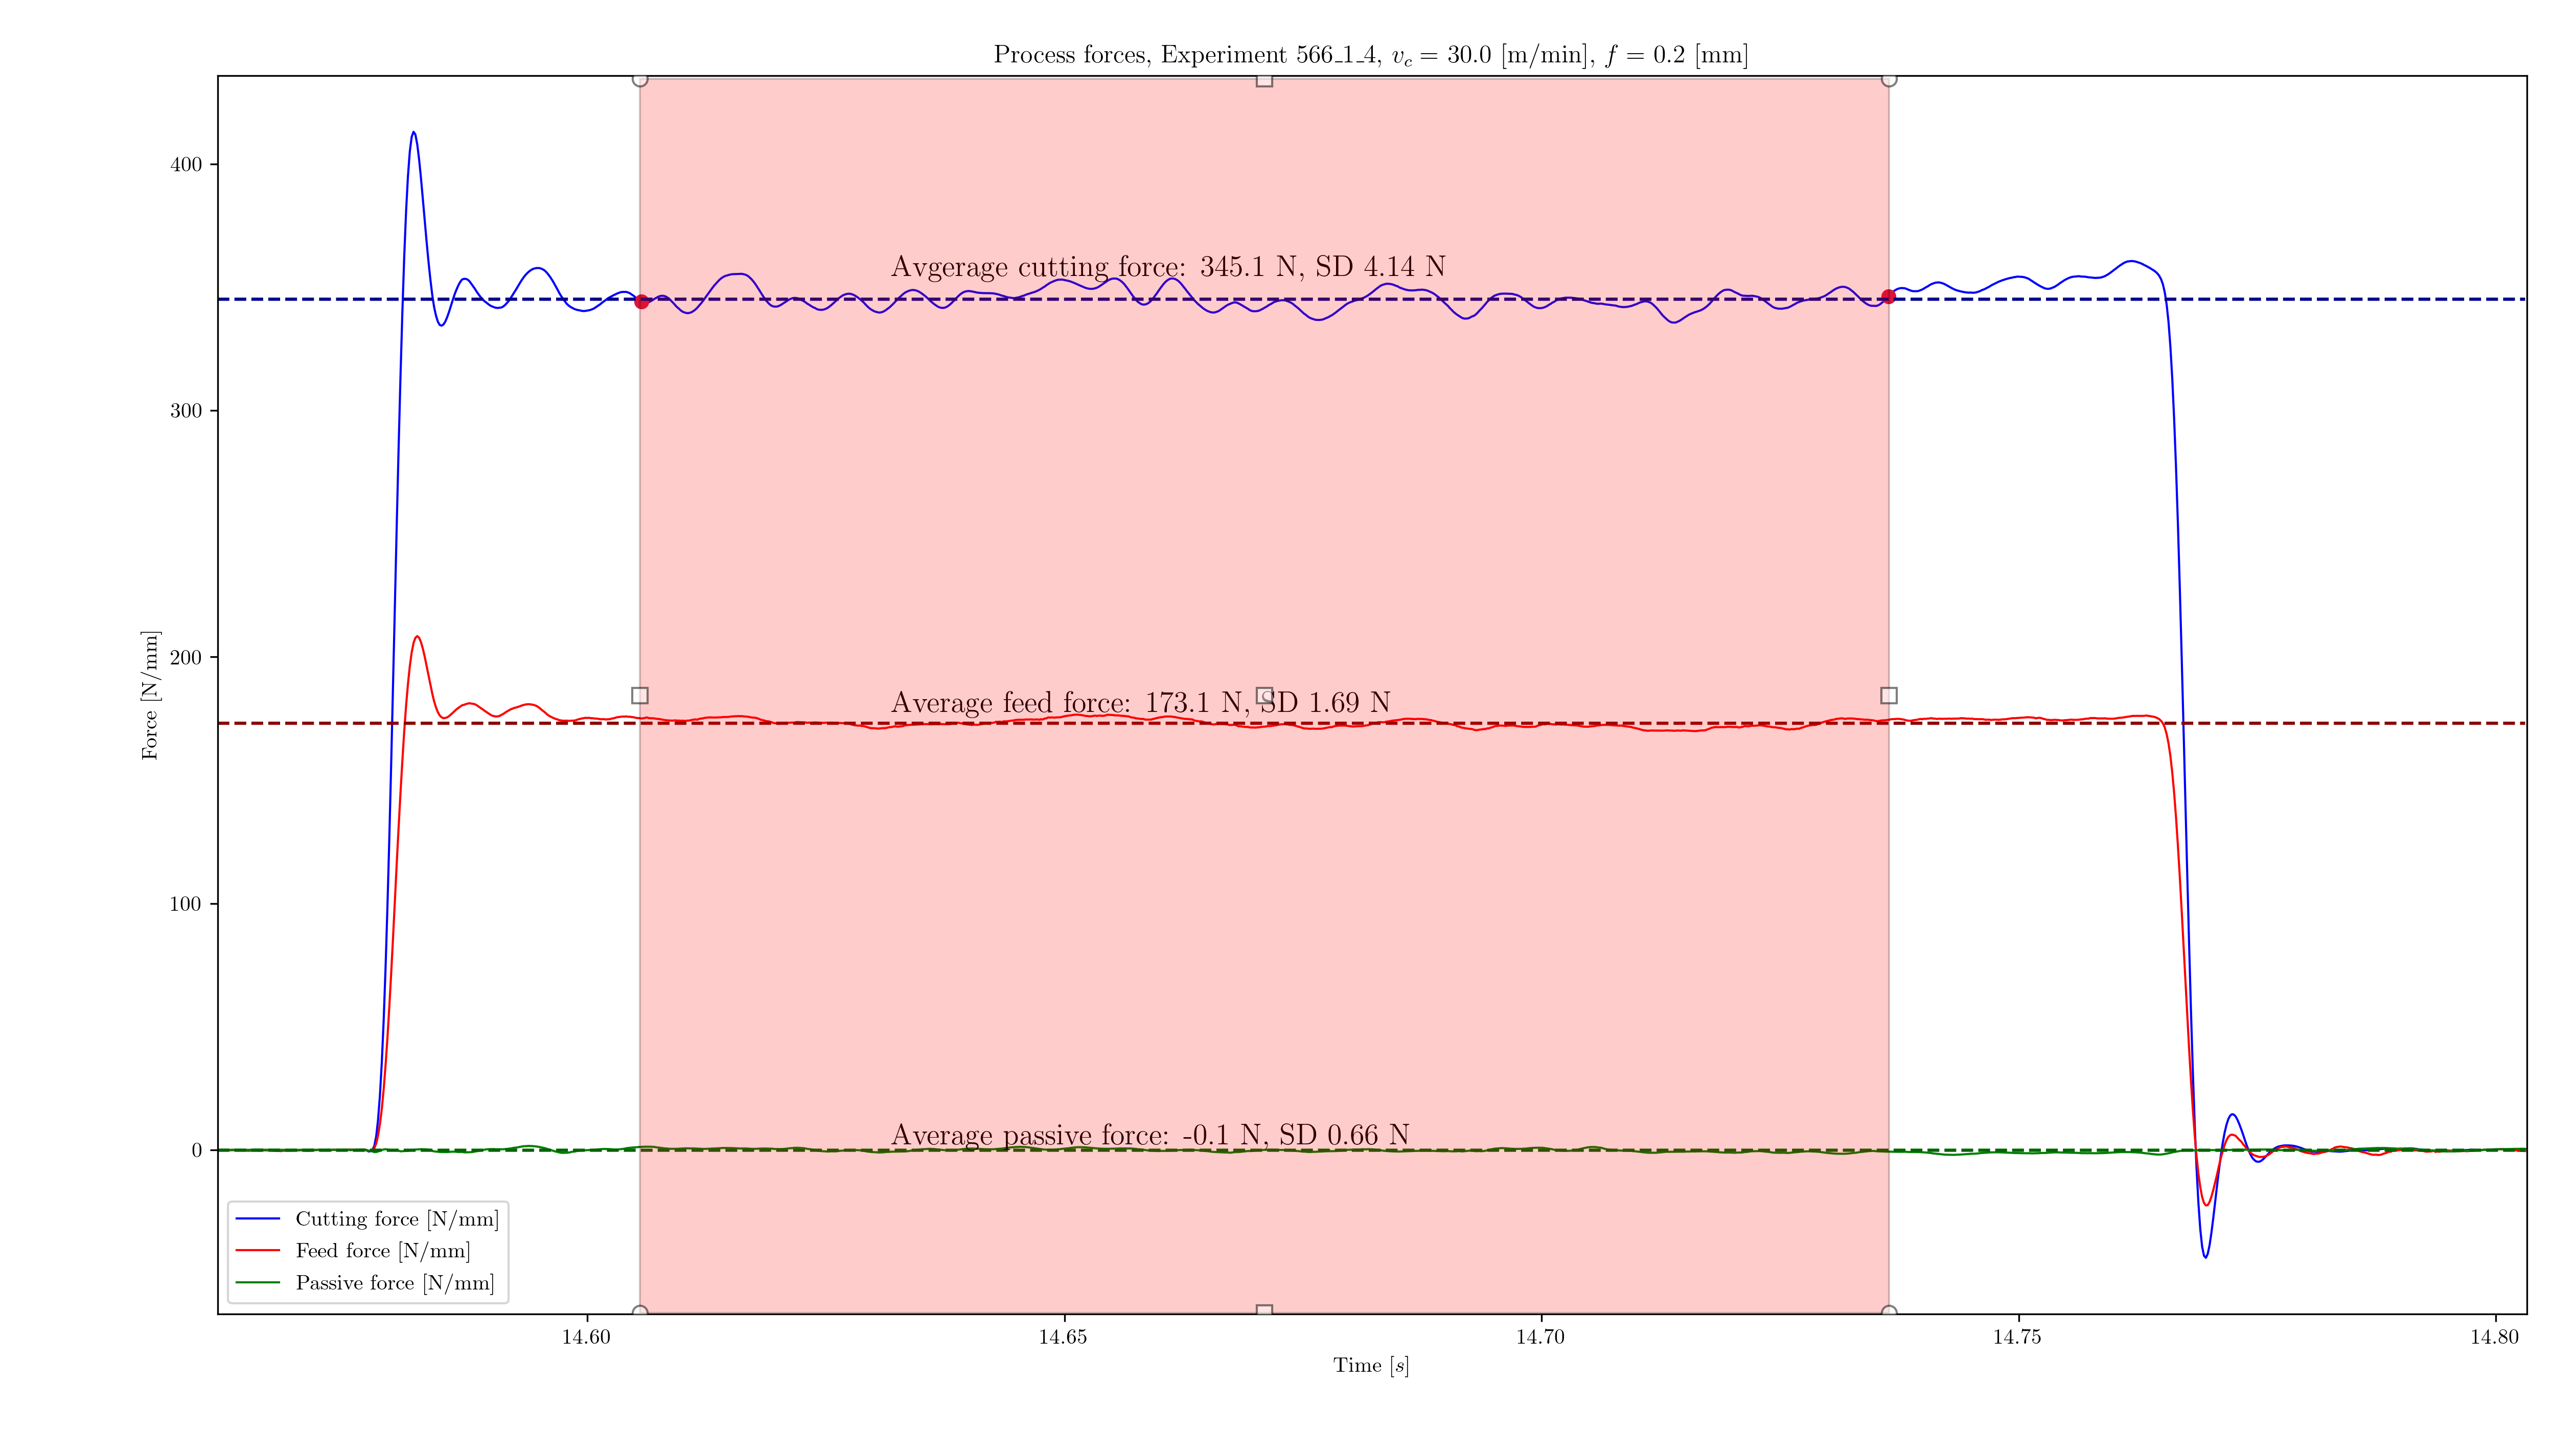 Process forces, Experiment 566_1_4, v_c = 30.0 [m/min], f = 0.2 [mm]
400
Avgerage cutting force: 345.1 N, SD 4.14 N
300
200
Average feed force: 173.1 N, SD 1.69 N
Force [N/mm]
100
Average passive force: -0.1 N, SD 0.66 N
0
Cutting force [N/mm]
Feed force [N/mm]
Passive force [N/mm]
14.60 14.65 14.70 14.75 14.80
Time [s]